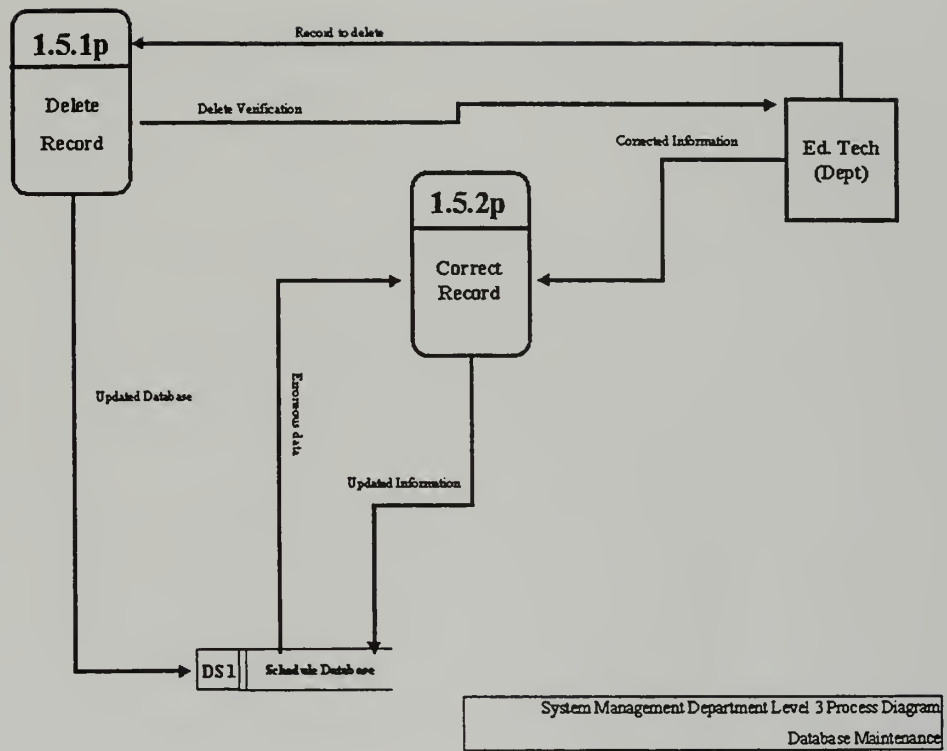 Record to delete
1.5.1p
Delete
Record
Delete Verification
Corrected Information
Ed. Tech
(Dept)
1.5.2p
Correct
Record
Erroneous data
Updated Database
Updated Information
DS1
Schedule Database
System Management Department Level 3 Process Diagram
Database Maintenance